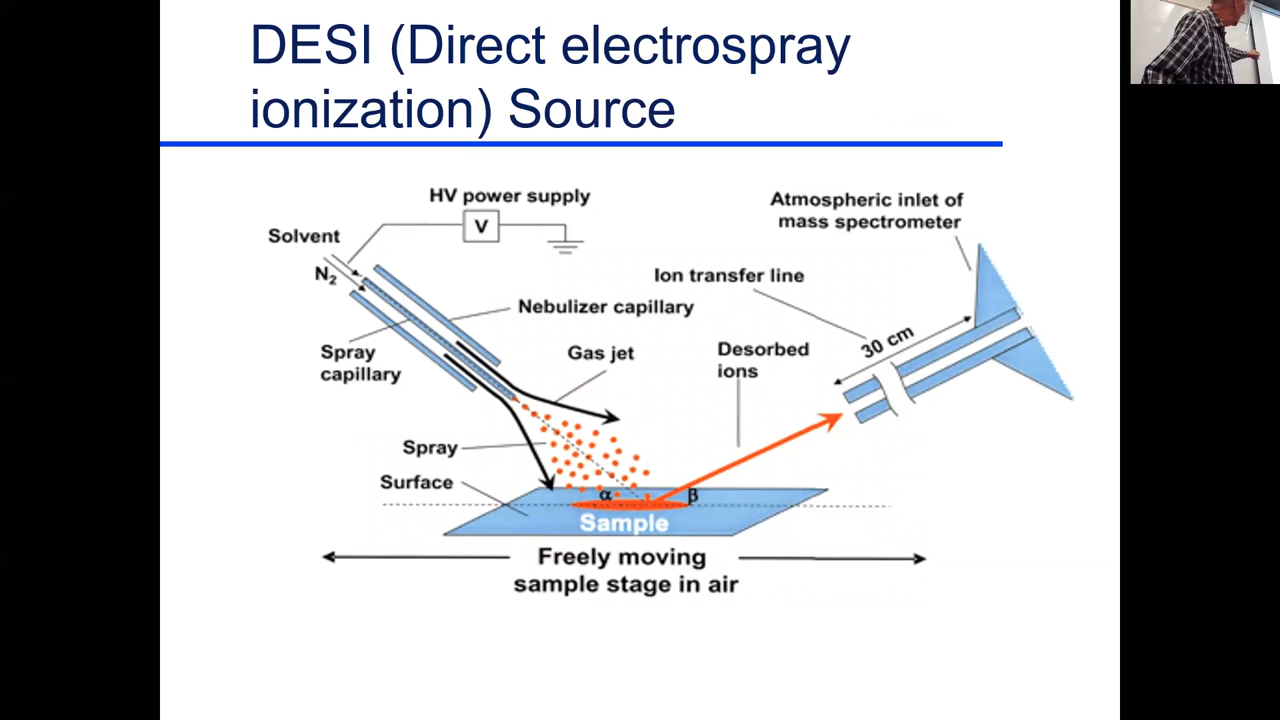 DESI (Direct electrospray
ionization) Source
HV power supply
V
Solvent
N2
Atmospheric inlet of
mass spectrometer
Ion transfer line
Nebulizer capillary
30 cm
Spray
capillary
Gas jet
Desorbed
ions
Spray
Surface
α
β
Sample
Freely moving
sample stage in air